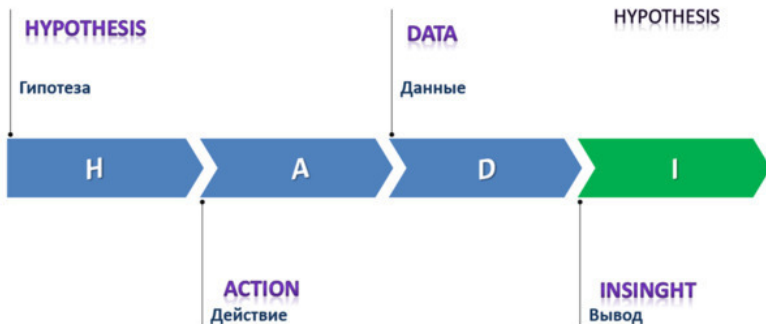 HYPOTHESIS
DATA
HYPOTHESIS
Гипотеза
Данные
H
A
D
I
ACTION
INSINGHT
Действие
Вывод